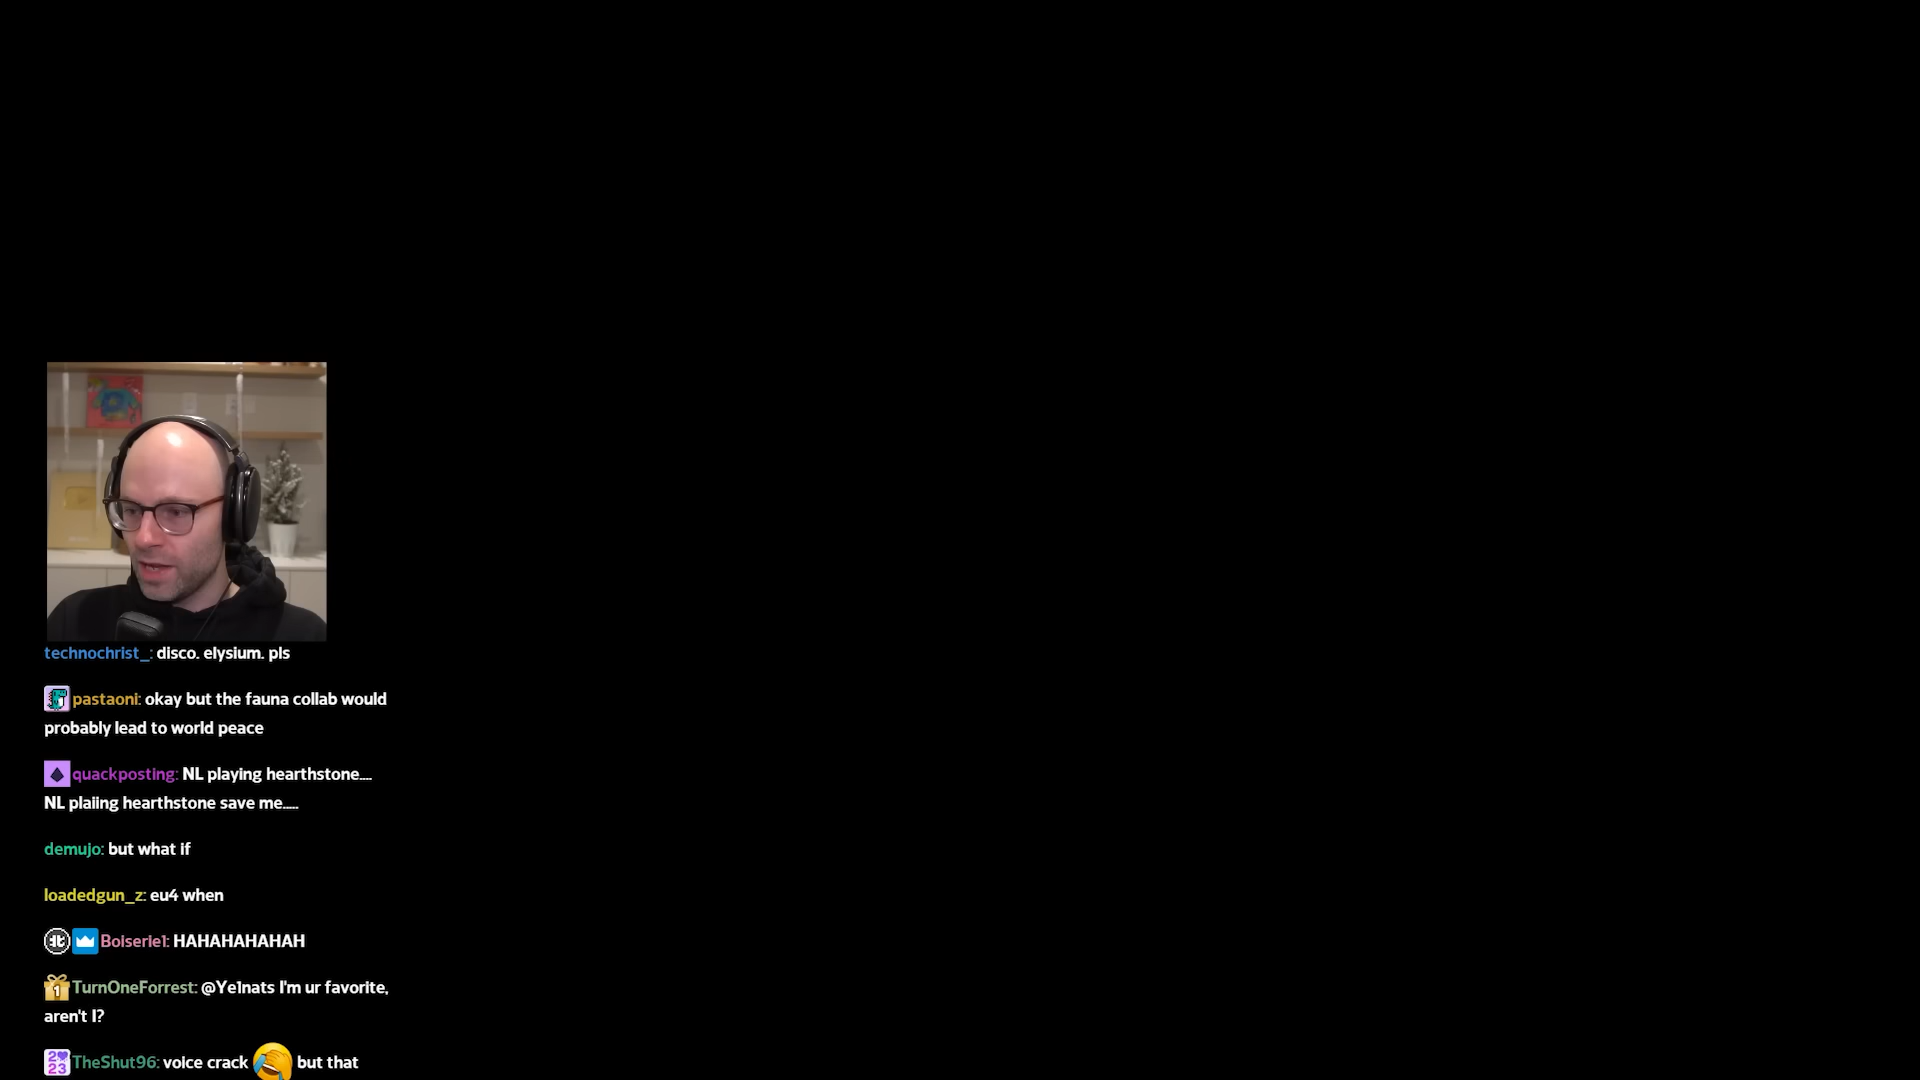 technochrist_: disco. elysium. pls
pastaoni: okay but the fauna collab would
probably lead to world peace
quackposting: NL playing hearthstone....
NL plaiing hearthstone save me.....
demujo: but what if
loadedgun_z: eu4 when
Boiserie1: HAHAHAHAHAH
TurnOneForrest: @Ye1nats I'm ur favorite,
aren't I?
TheShut96: voice crack but that